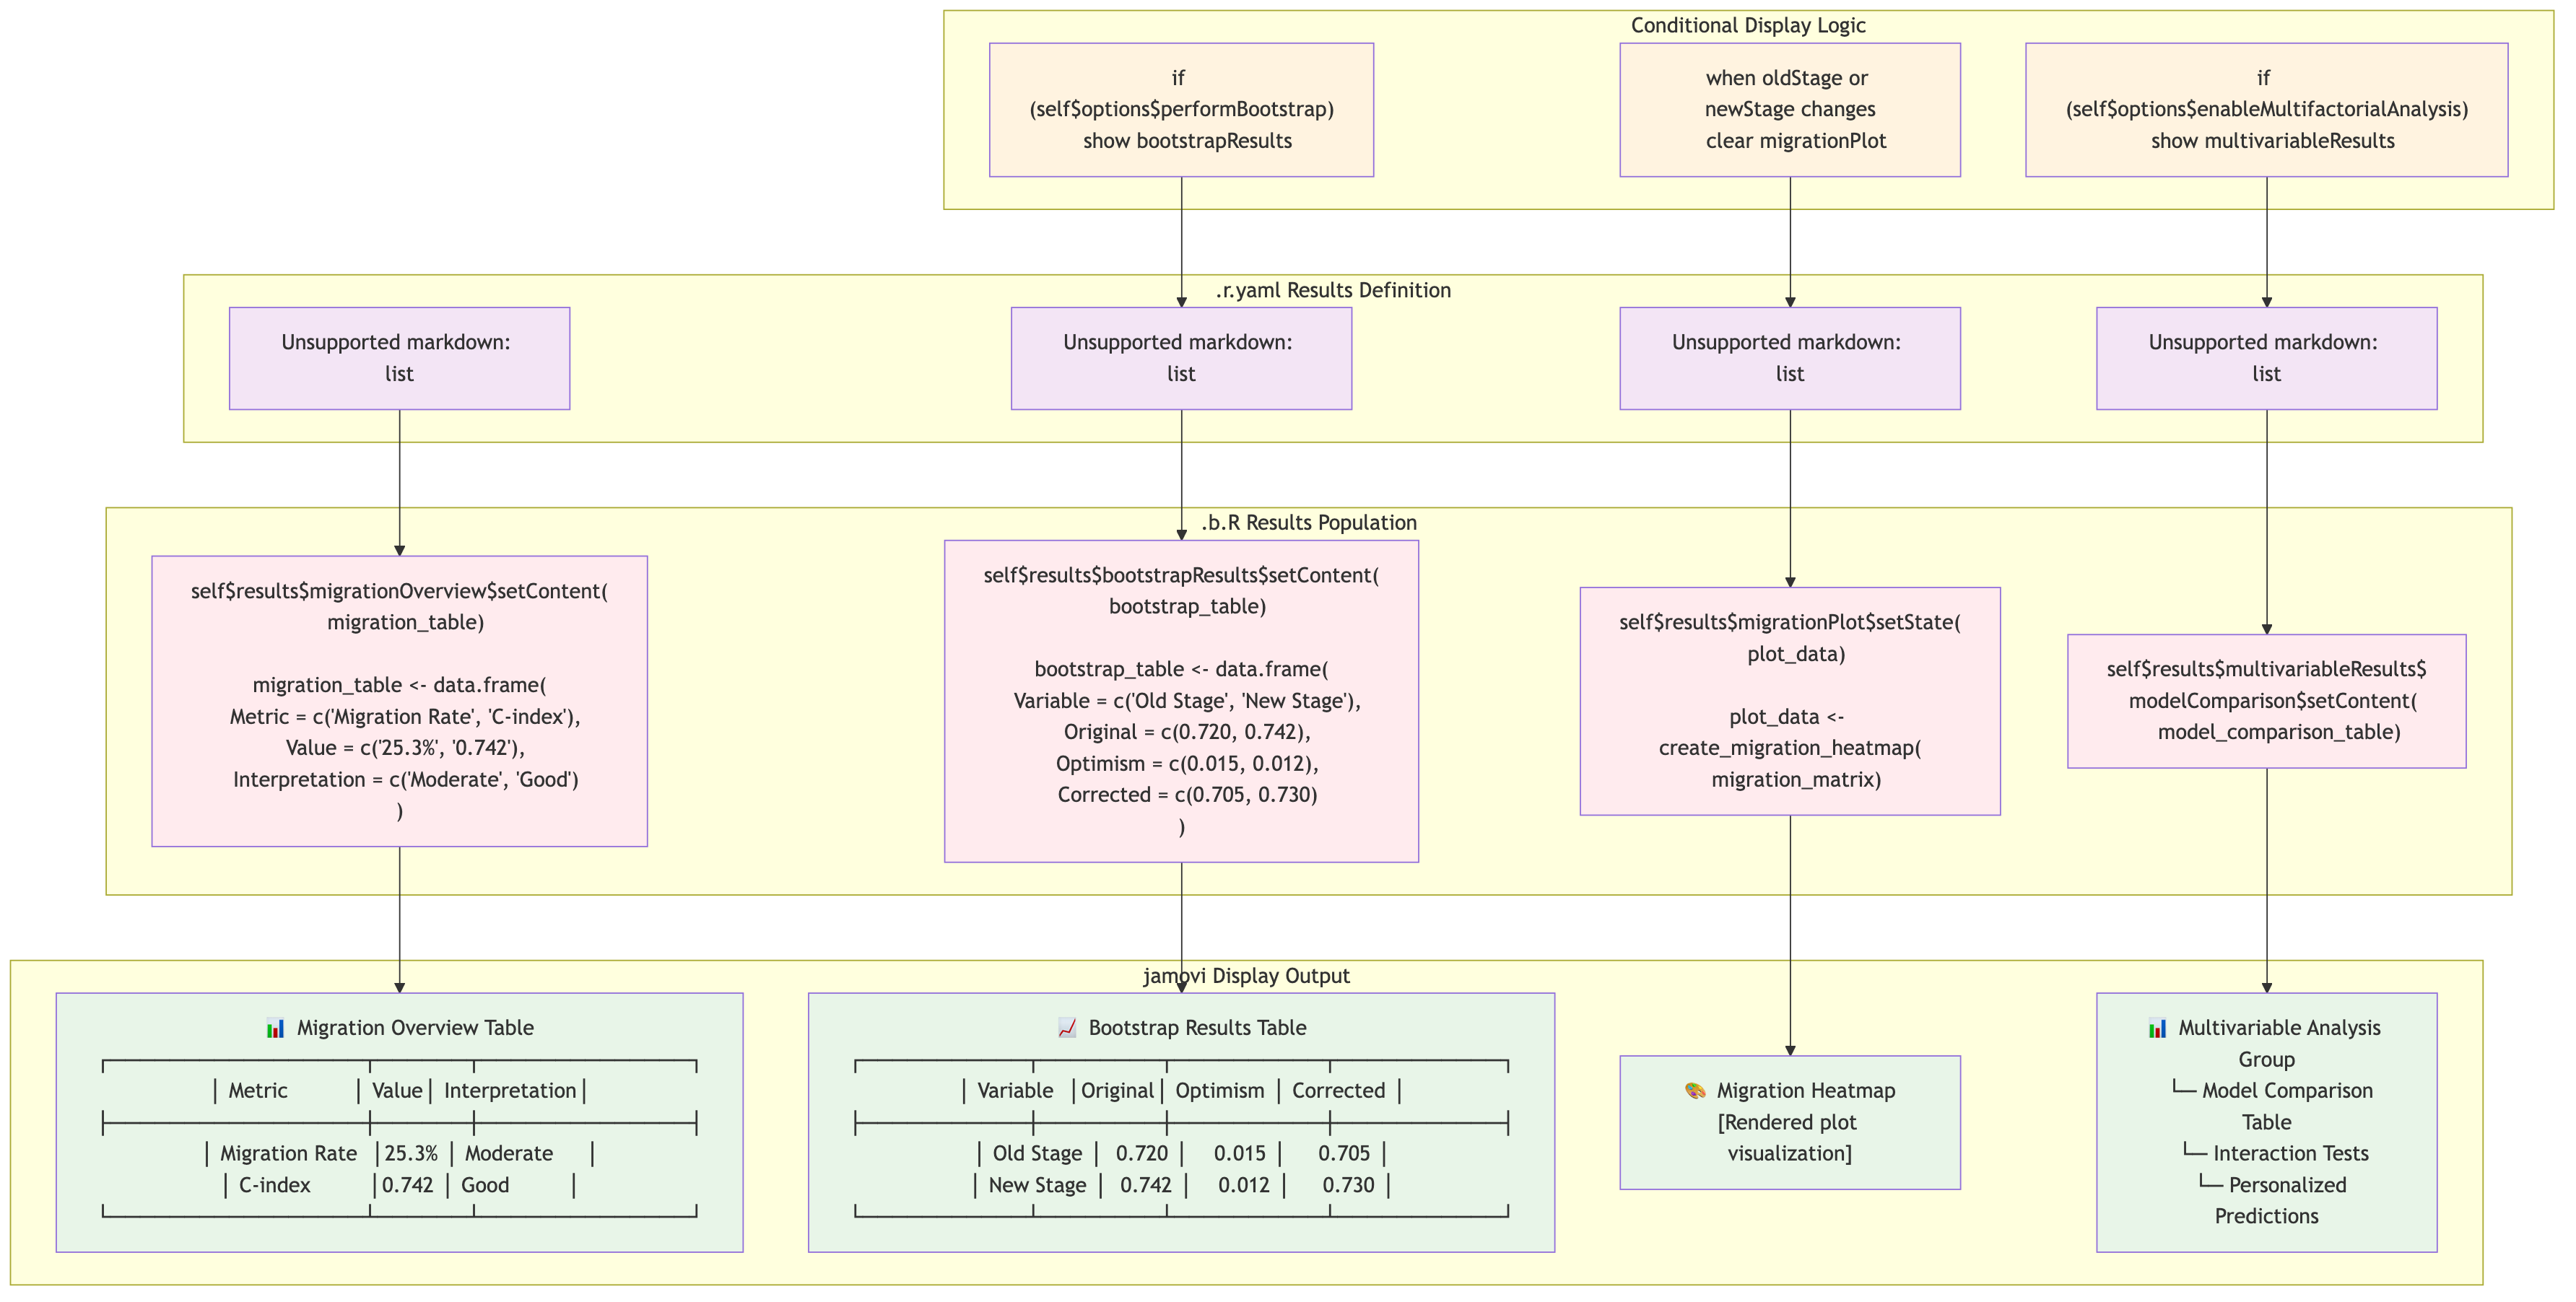 Conditional Display Logic
if
(self$options$performBootstrap)
show bootstrapResults
when oldStage or
newStage changes
clear migrationPlot
if
(self$options$enableMultifactorialAnalysis)
show multivariableResults
.r.yaml Results Definition
Unsupported markdown:
list
Unsupported markdown:
list
Unsupported markdown:
list
Unsupported markdown:
list
.b.R Results Population
self$results$migrationOverview$setContent(
migration_table)
migration_table <- data.frame(
Metric = c('Migration Rate', 'C-index'),
Value = c('25.3%', '0.742'),
Interpretation = c('Moderate', 'Good')
)
self$results$bootstrapResults$setContent(
bootstrap_table)
bootstrap_table <- data.frame(
Variable = c('Old Stage', 'New Stage'),
Original = c(0.720, 0.742),
Optimism = c(0.015, 0.012),
Corrected = c(0.705, 0.730)
)
self$results$migrationPlot$setState(
plot_data)
plot_data <-
create_migration_heatmap(
migration_matrix)
self$results$multivariableResults$
modelComparison$setContent(
model_comparison_table)
jamovi Display Output
📊 Migration Overview Table
│ Metric │ Value│ Interpretation│
│ Migration Rate │25.3% │ Moderate │
│ C-index │0.742 │ Good │
📈 Bootstrap Results Table
│ Variable │Original│ Optimism │ Corrected │
│ Old Stage │ 0.720 │ 0.015 │ 0.705 │
│ New Stage │ 0.742 │ 0.012 │ 0.730 │
🎨 Migration Heatmap
[Rendered plot
visualization]
📊 Multivariable Analysis
Group
└─ Model Comparison
Table
└─ Interaction Tests
└─ Personalized
Predictions